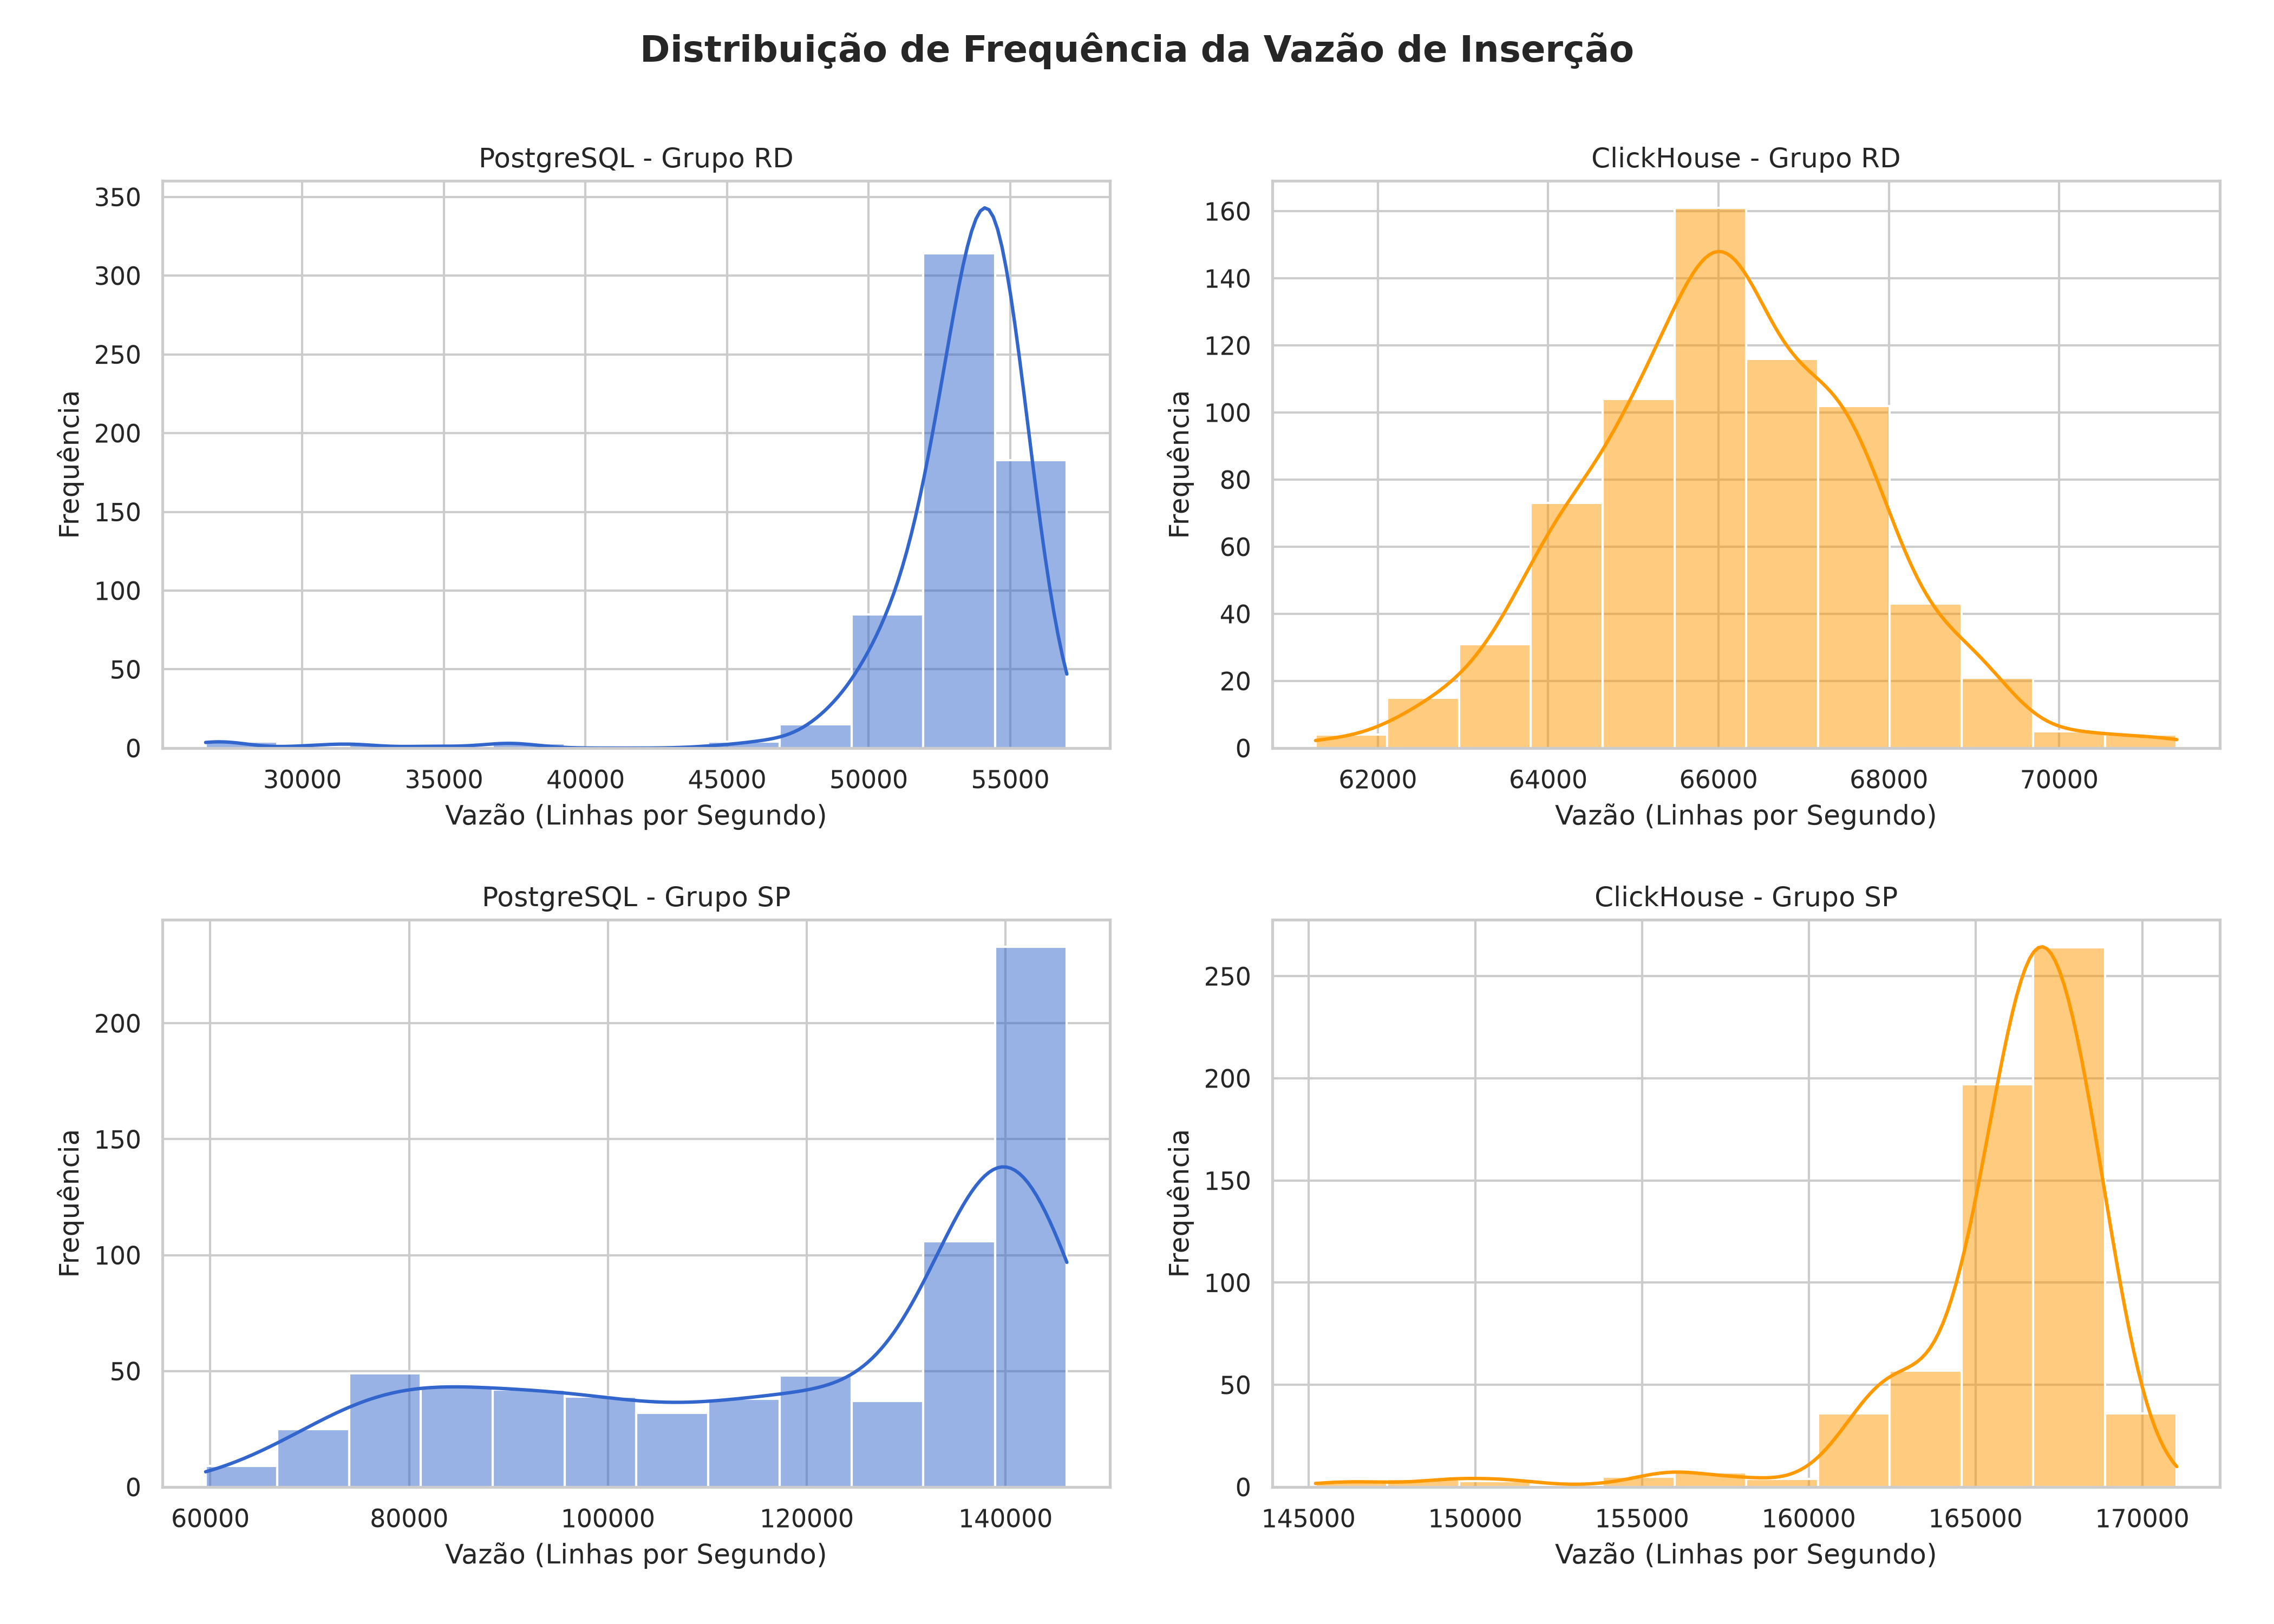 Distribuição de Frequência da Vazão de Inserção
PostgreSQL - Grupo RD
350
300
250
200
150
100
50
0
Frequência
30000 35000 40000 45000 50000 55000
Vazão (Linhas por Segundo)
ClickHouse - Grupo RD
160
140
120
100
80
60
40
20
0
Frequência
62000 64000 66000 68000 70000
Vazão (Linhas por Segundo)
PostgreSQL - Grupo SP
200
150
100
50
0
Frequência
60000 80000 100000 120000 140000
Vazão (Linhas por Segundo)
ClickHouse - Grupo SP
250
200
150
100
50
0
Frequência
145000 150000 155000 160000 165000 170000
Vazão (Linhas por Segundo)